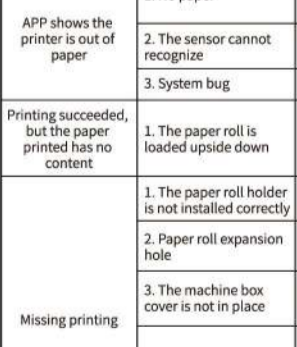 APP shows the
printer is out of
paper
2. The sensor cannot
recognize
3. System bug
Printing succeeded,
but the paper
printed has no
content
1. The paper roll is
loaded upside down
Missing printing
1. The paper roll holder
is not installed correctly
2. Paper roll expansion
hole
3. The machine box
cover is not in place